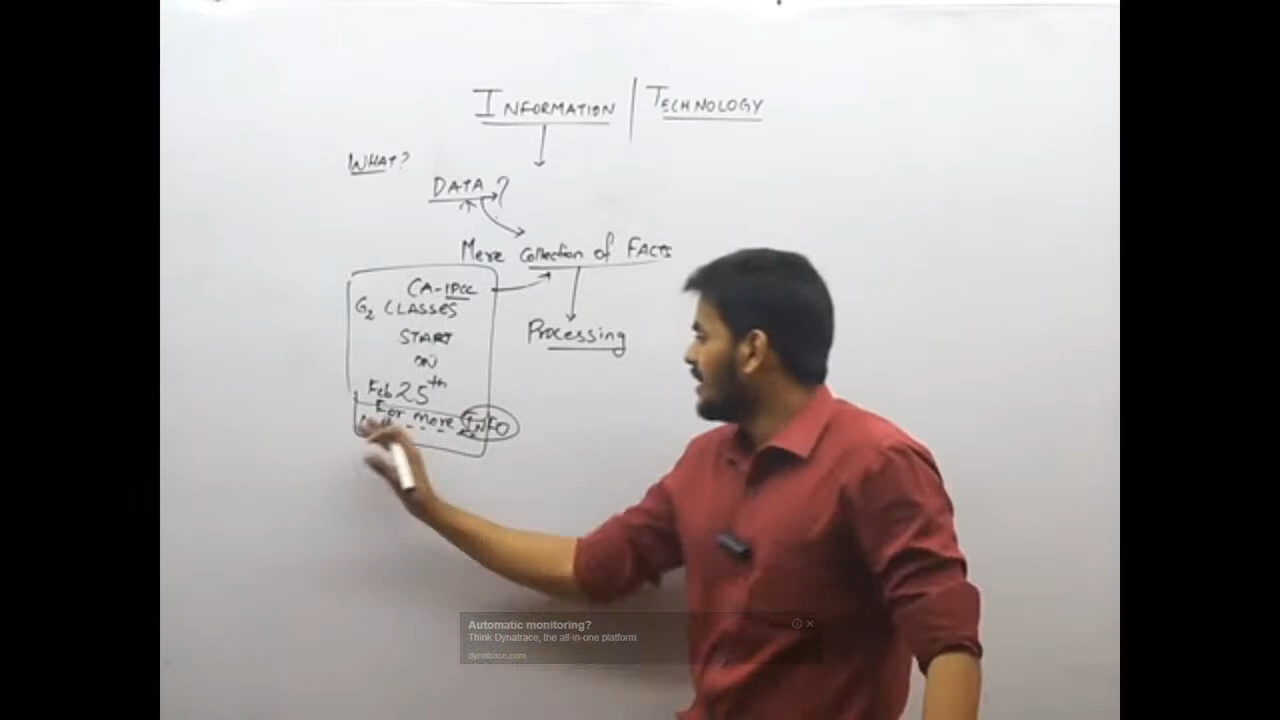 INFORMATION | TECHNOLOGY
WHAT?
DATA?
Mere Collection of FACTS
CA-IPCC
G2 CLASSES
START
ON
Feb 25th
For more INFO
Processing
Automatic monitoring?
Think Dynatrace, the all-in-one platform.
dynatrace.com